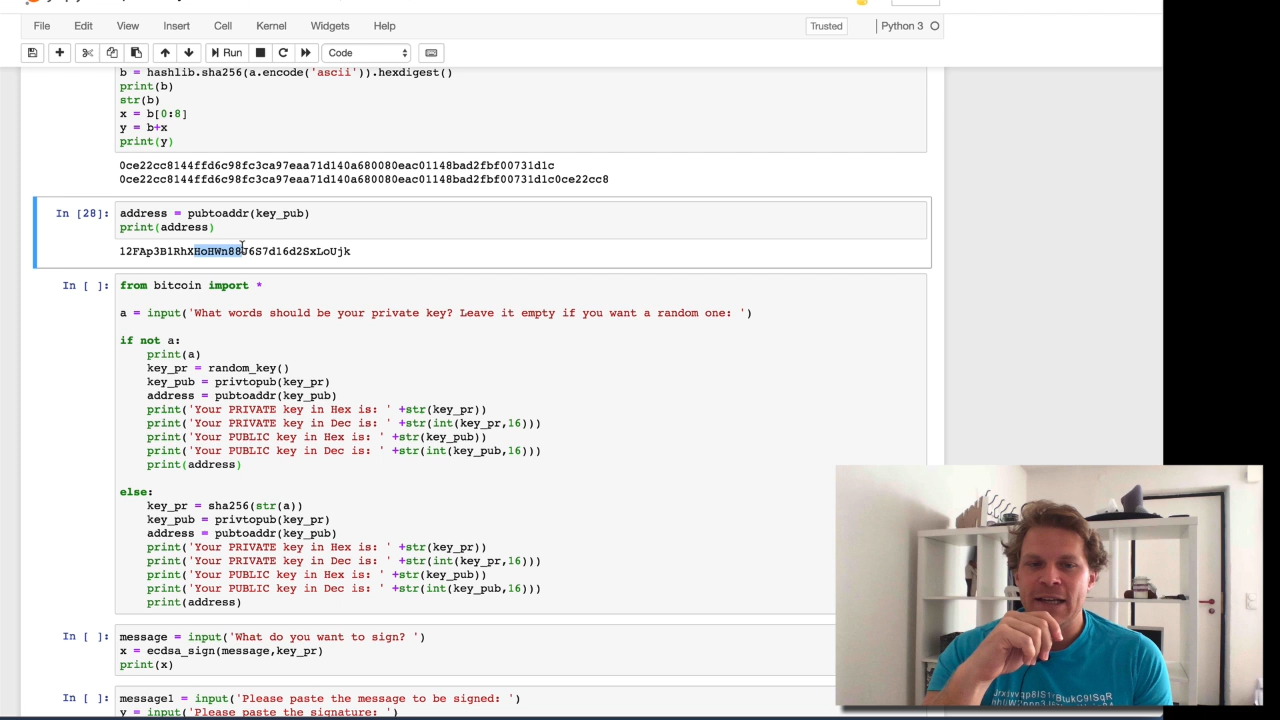 File Edit View Insert Cell Kernel Widgets Help Trusted Python 3
Run Code
b = hashlib.sha256(a.encode('ascii')).hexdigest()
print(b)
str(b)
x = b[0:8]
y = b+x
print(y)
0ce22cc8144ffd6c98fc3ca97eaa71d140a680080eac01148bad2fbf00731d1c
0ce22cc8144ffd6c98fc3ca97eaa71d140a680080eac01148bad2fbf00731d1c0ce22cc8
In [28]: address = pubtoaddr(key_pub)
print(address)
12FAp3B1RhXHoHWn88J6S7d16d2SxLoUjk
In [ ]: from bitcoin import *
a = input('What words should be your private key? Leave it empty if you want a random one: ')
if not a:
print(a)
key_pr = random_key()
key_pub = privtopub(key_pr)
address = pubtoaddr(key_pub)
print('Your PRIVATE key in Hex is: ' +str(key_pr))
print('Your PRIVATE key in Dec is: ' +str(int(key_pr,16)))
print('Your PUBLIC key in Hex is: ' +str(key_pub))
print('Your PUBLIC key in Dec is: ' +str(int(key_pub,16)))
print(address)
else:
key_pr = sha256(str(a))
key_pub = privtopub(key_pr)
address = pubtoaddr(key_pub)
print('Your PRIVATE key in Hex is: ' +str(key_pr))
print('Your PRIVATE key in Dec is: ' +str(int(key_pr,16)))
print('Your PUBLIC key in Hex is: ' +str(key_pub))
print('Your PUBLIC key in Dec is: ' +str(int(key_pub,16)))
print(address)
In [ ]: message = input('What do you want to sign? ')
x = ecdsa_sign(message,key_pr)
print(x)
In [ ]: message1 = input('Please paste the message to be signed: ')
y = input('Please paste the signature: ')